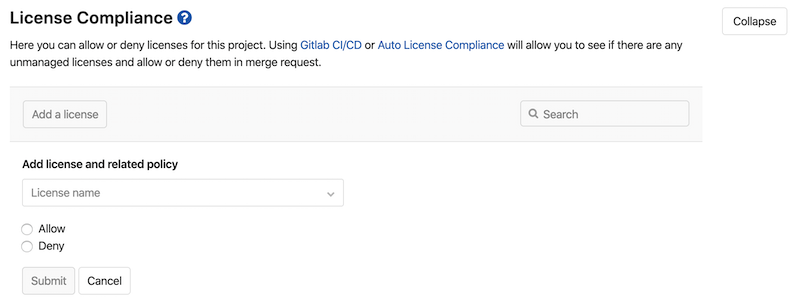 License Compliance ?
Collapse
Here you can allow or deny licenses for this project. Using Gitlab CI/CD or Auto License Compliance will allow you to see if there are any
unmanaged licenses and allow or deny them in merge request.
Add a license
Search
Add license and related policy
License name
Allow
Deny
Submit Cancel